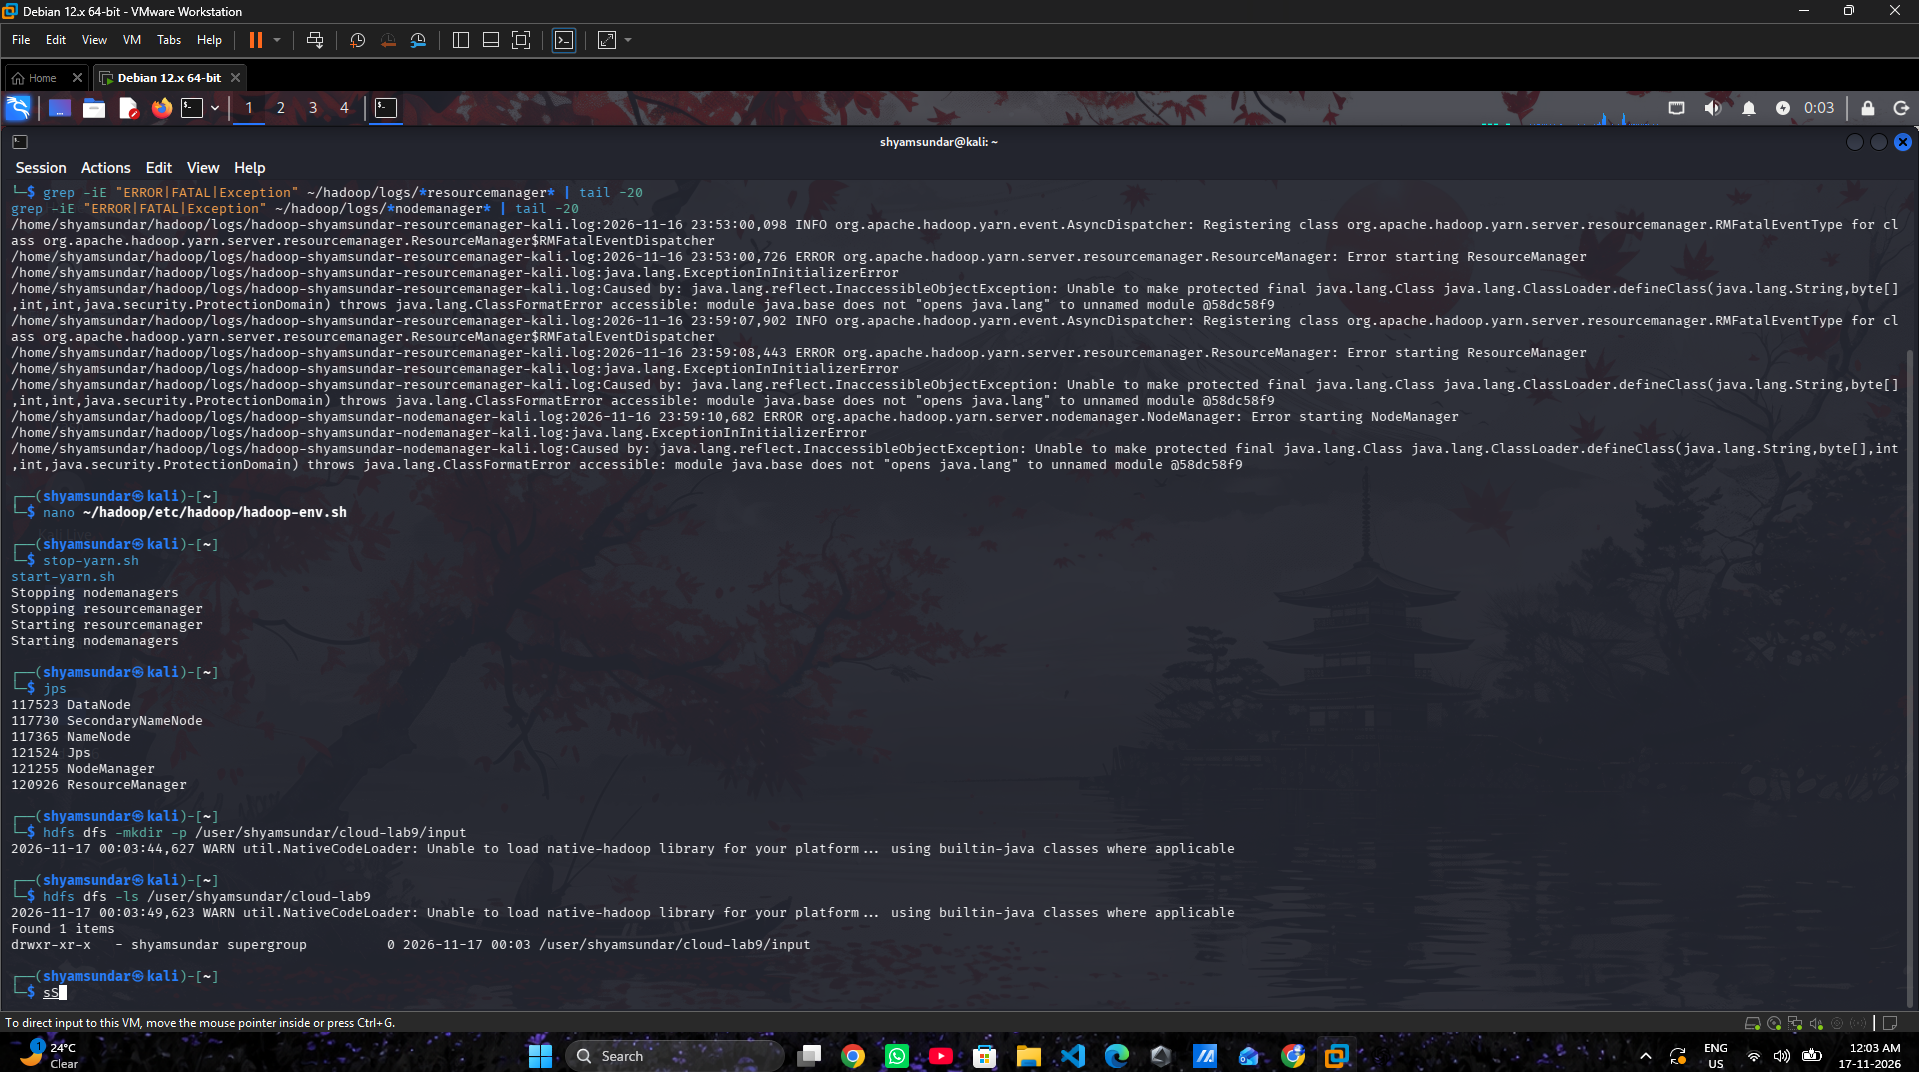 Debian 12.x 64-bit - VMware Workstation
File Edit View VM Tabs Help
Home
Debian 12.x 64-bit
1 2 3 4
0:03
shyamsundar@kali: ~
Session Actions Edit View Help
└─$ grep -iE "ERROR|FATAL|Exception" ~/hadoop/logs/*resourcemanager* | tail -20
grep -iE "ERROR|FATAL|Exception" ~/hadoop/logs/*nodemanager* | tail -20
/home/shyamsundar/hadoop/logs/hadoop-shyamsundar-resourcemanager-kali.log:2026-11-16 23:53:00,098 INFO org.apache.hadoop.yarn.event.AsyncDispatcher: Registering class org.apache.hadoop.yarn.server.resourcemanager.RMFatalEventType for cl
ass org.apache.hadoop.yarn.server.resourcemanager.ResourceManager$RMFatalEventDispatcher
/home/shyamsundar/hadoop/logs/hadoop-shyamsundar-resourcemanager-kali.log:2026-11-16 23:53:00,726 ERROR org.apache.hadoop.yarn.server.resourcemanager.ResourceManager: Error starting ResourceManager
/home/shyamsundar/hadoop/logs/hadoop-shyamsundar-resourcemanager-kali.log:java.lang.ExceptionInInitializerError
/home/shyamsundar/hadoop/logs/hadoop-shyamsundar-resourcemanager-kali.log:Caused by: java.lang.reflect.InaccessibleObjectException: Unable to make protected final java.lang.Class java.lang.ClassLoader.defineClass(java.lang.String,byte[]
,int,int,java.security.ProtectionDomain) throws java.lang.ClassFormatError accessible: module java.base does not "opens java.lang" to unnamed module @58dc58f9
/home/shyamsundar/hadoop/logs/hadoop-shyamsundar-resourcemanager-kali.log:2026-11-16 23:59:07,902 INFO org.apache.hadoop.yarn.event.AsyncDispatcher: Registering class org.apache.hadoop.yarn.server.resourcemanager.RMFatalEventType for cl
ass org.apache.hadoop.yarn.server.resourcemanager.ResourceManager$RMFatalEventDispatcher
/home/shyamsundar/hadoop/logs/hadoop-shyamsundar-resourcemanager-kali.log:2026-11-16 23:59:08,443 ERROR org.apache.hadoop.yarn.server.resourcemanager.ResourceManager: Error starting ResourceManager
/home/shyamsundar/hadoop/logs/hadoop-shyamsundar-resourcemanager-kali.log:java.lang.ExceptionInInitializerError
/home/shyamsundar/hadoop/logs/hadoop-shyamsundar-resourcemanager-kali.log:Caused by: java.lang.reflect.InaccessibleObjectException: Unable to make protected final java.lang.Class java.lang.ClassLoader.defineClass(java.lang.String,byte[]
,int,int,java.security.ProtectionDomain) throws java.lang.ClassFormatError accessible: module java.base does not "opens java.lang" to unnamed module @58dc58f9
/home/shyamsundar/hadoop/logs/hadoop-shyamsundar-nodemanager-kali.log:2026-11-16 23:59:10,682 ERROR org.apache.hadoop.yarn.server.nodemanager.NodeManager: Error starting NodeManager
/home/shyamsundar/hadoop/logs/hadoop-shyamsundar-nodemanager-kali.log:java.lang.ExceptionInInitializerError
/home/shyamsundar/hadoop/logs/hadoop-shyamsundar-nodemanager-kali.log:Caused by: java.lang.reflect.InaccessibleObjectException: Unable to make protected final java.lang.Class java.lang.ClassLoader.defineClass(java.lang.String,byte[],int
,int,java.security.ProtectionDomain) throws java.lang.ClassFormatError accessible: module java.base does not "opens java.lang" to unnamed module @58dc58f9
┌──(shyamsundar㉿kali)-[~]
└─$ nano ~/hadoop/etc/hadoop/hadoop-env.sh
┌──(shyamsundar㉿kali)-[~]
└─$ stop-yarn.sh
start-yarn.sh
Stopping nodemanagers
Stopping resourcemanager
Starting resourcemanager
Starting nodemanagers
┌──(shyamsundar㉿kali)-[~]
└─$ jps
117523 DataNode
117730 SecondaryNameNode
117365 NameNode
121524 Jps
121255 NodeManager
120926 ResourceManager
┌──(shyamsundar㉿kali)-[~]
└─$ hdfs dfs -mkdir -p /user/shyamsundar/cloud-lab9/input
2026-11-17 00:03:44,627 WARN util.NativeCodeLoader: Unable to load native-hadoop library for your platform... using builtin-java classes where applicable
┌──(shyamsundar㉿kali)-[~]
└─$ hdfs dfs -ls /user/shyamsundar/cloud-lab9
2026-11-17 00:03:49,623 WARN util.NativeCodeLoader: Unable to load native-hadoop library for your platform... using builtin-java classes where applicable
Found 1 items
drwxr-xr-x   - shyamsundar supergroup          0 2026-11-17 00:03 /user/shyamsundar/cloud-lab9/input
┌──(shyamsundar㉿kali)-[~]
└─$ sS
To direct input to this VM, move the mouse pointer inside or press Ctrl+G.
1
24°C
Clear
Search
ENG
US
12:03 AM
17-11-2026